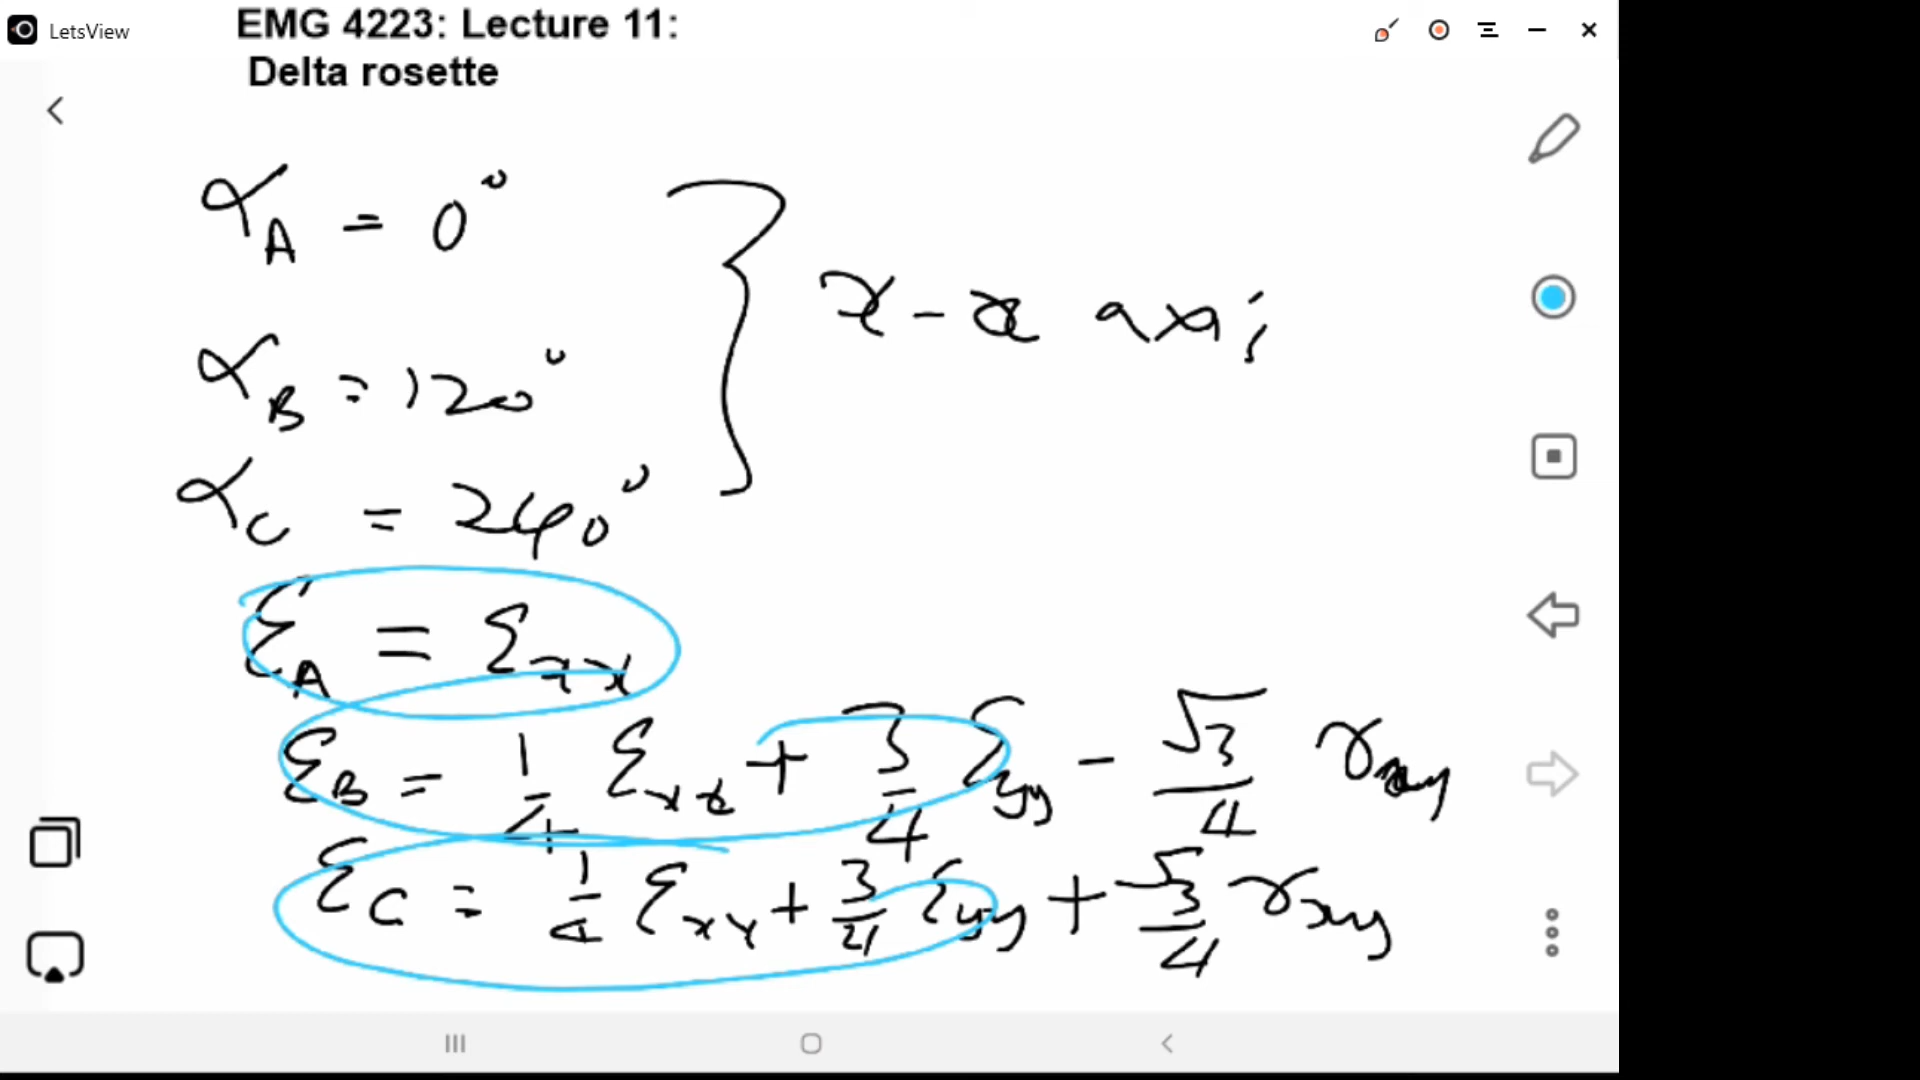 LetsView
EMG 4223: Lecture 11:
Delta rosette
α_A = 0°
α_B = 120°
α_C = 240°
x-x axis
ε_A = ε_xx
ε_B = 1/4 ε_xx + 3/4 ε_yy - √3/4 γ_xy
ε_C = 1/4 ε_xx + 3/4 ε_yy + √3/4 γ_xy